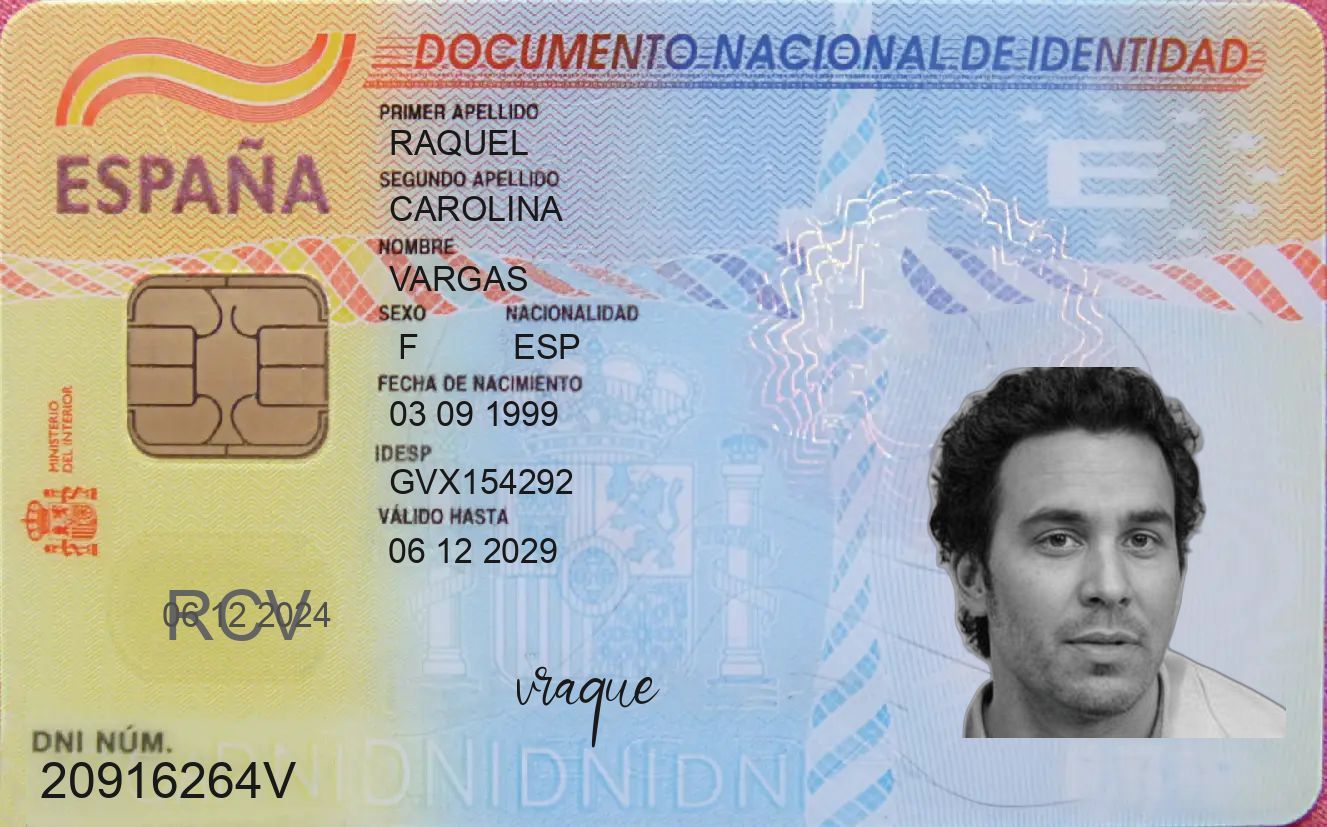 DOCUMENTO NACIONAL DE IDENTIDAD
ESPAÑA
PRIMER APELLIDO
RAQUEL
SEGUNDO APELLIDO
CAROLINA
NOMBRE
VARGAS
SEXO NACIONALIDAD
F ESP
FECHA DE NACIMIENTO
03 09 1999
IDESP
GVX154292
VÁLIDO HASTA
06 12 2029
MINISTERIO
DEL INTERIOR
E
RCV
06 12 2024
vraque
DNI NÚM.
20916264V
DNIDNIDNIDNI